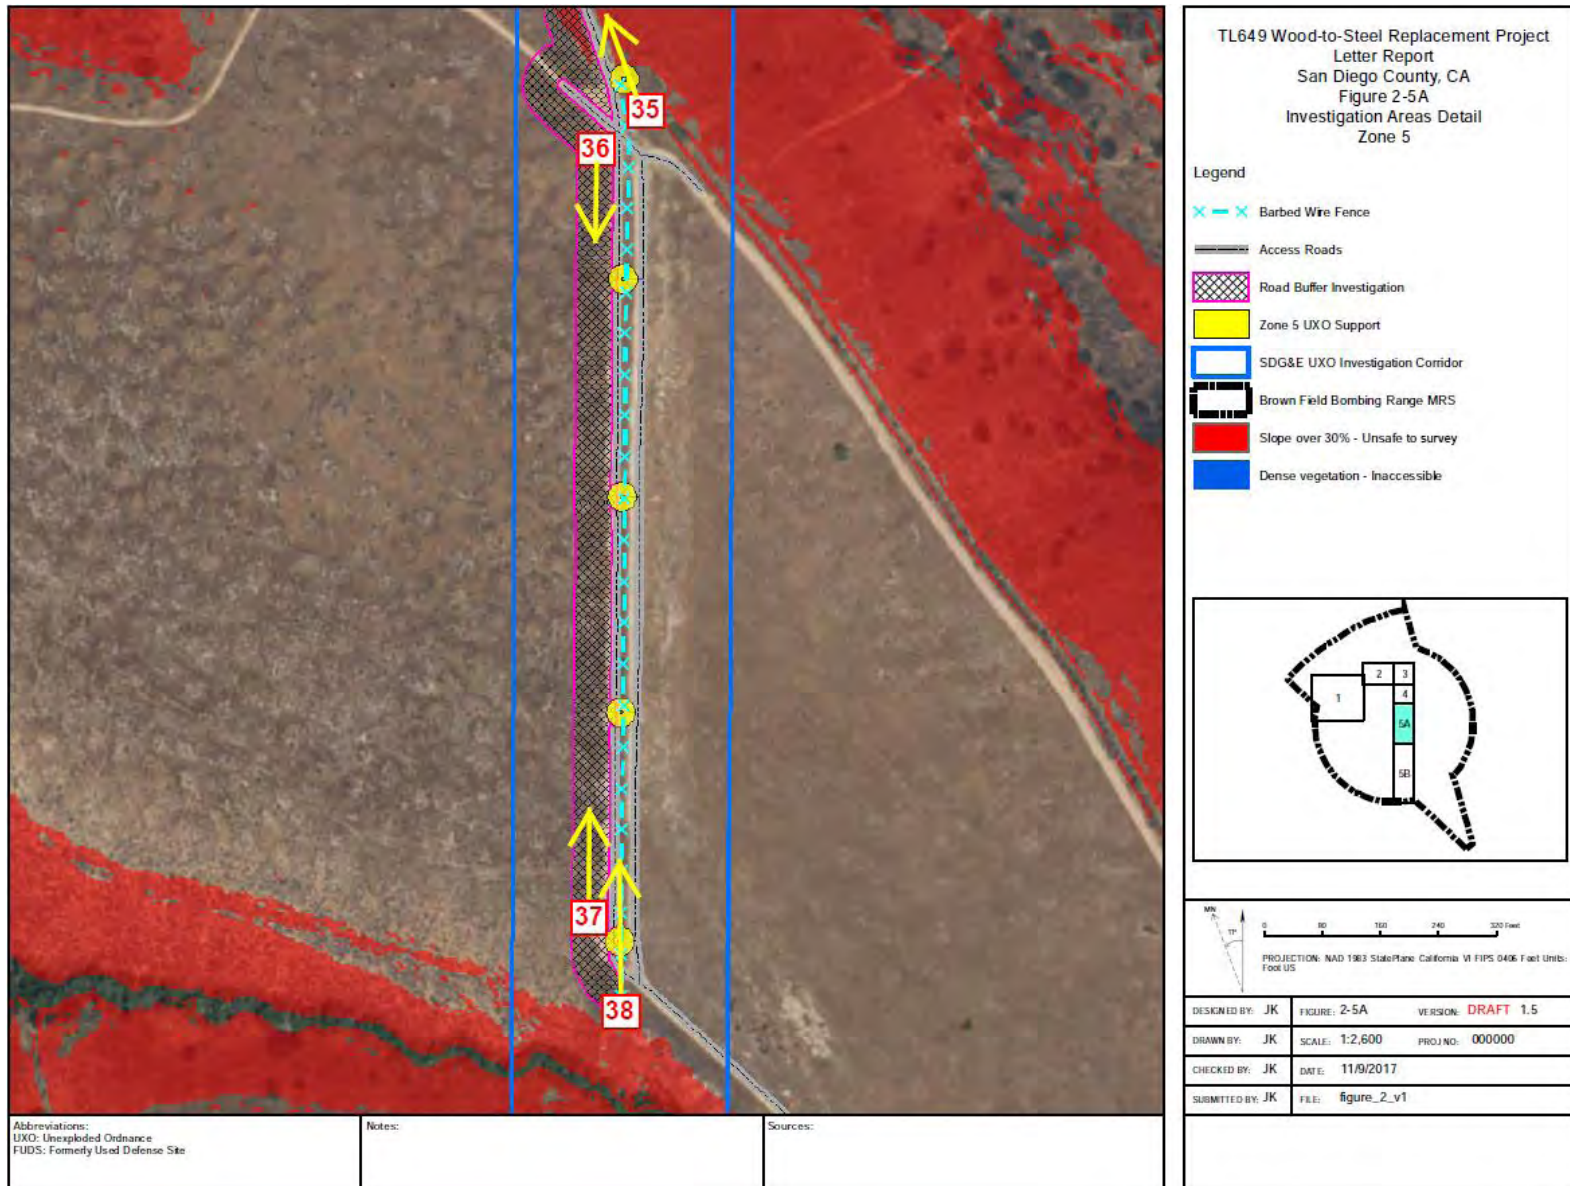 35
36
37
38
TL649 Wood-to-Steel Replacement Project
Letter Report
San Diego County, CA
Figure 2-5A
Investigation Areas Detail
Zone 5
Legend
Barbed Wire Fence
Access Roads
Road Buffer Investigation
Zone 5 UXO Support
SDG&E UXO Investigation Corridor
Brown Field Bombing Range MRS
Slope over 30% - Unsafe to survey
Dense vegetation - Inaccessible
1
2
3
4
5A
5B
MN
11°
0 80 160 240 320 Feet
PROJECTION: NAD 1983 StatePlane California VI FIPS 0406 Feet Units:
Foot US
DESIGNED BY: JK FIGURE: 2-5A VERSION: DRAFT 1.5
DRAWN BY: JK SCALE: 1:2,600 PROJ NO: 000000
CHECKED BY: JK DATE: 11/9/2017
SUBMITTED BY: JK FILE: figure_2_v1
Abbreviations:
UXO: Unexploded Ordnance
FUDS: Formerly Used Defense Site
Notes:
Sources: